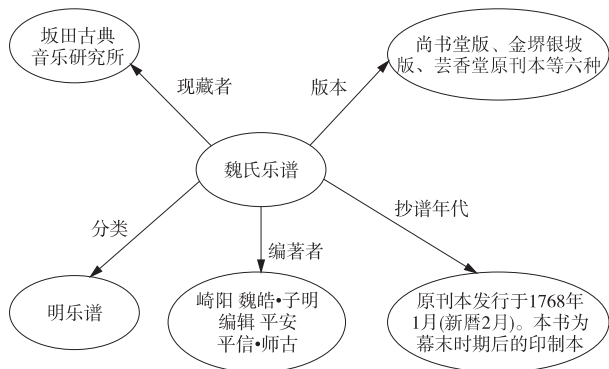 坂田古典
音乐研究所
尚书堂版、金堺银坡
版、芸香堂原刊本等六种
现藏者
版本
魏氏乐谱
分类
编著者
抄谱年代
明乐谱
崎阳 魏皓•子明
编辑 平安
平信•师古
原刊本发行于1768年
1月(新暦2月)。本书为
幕末时期后的印制本